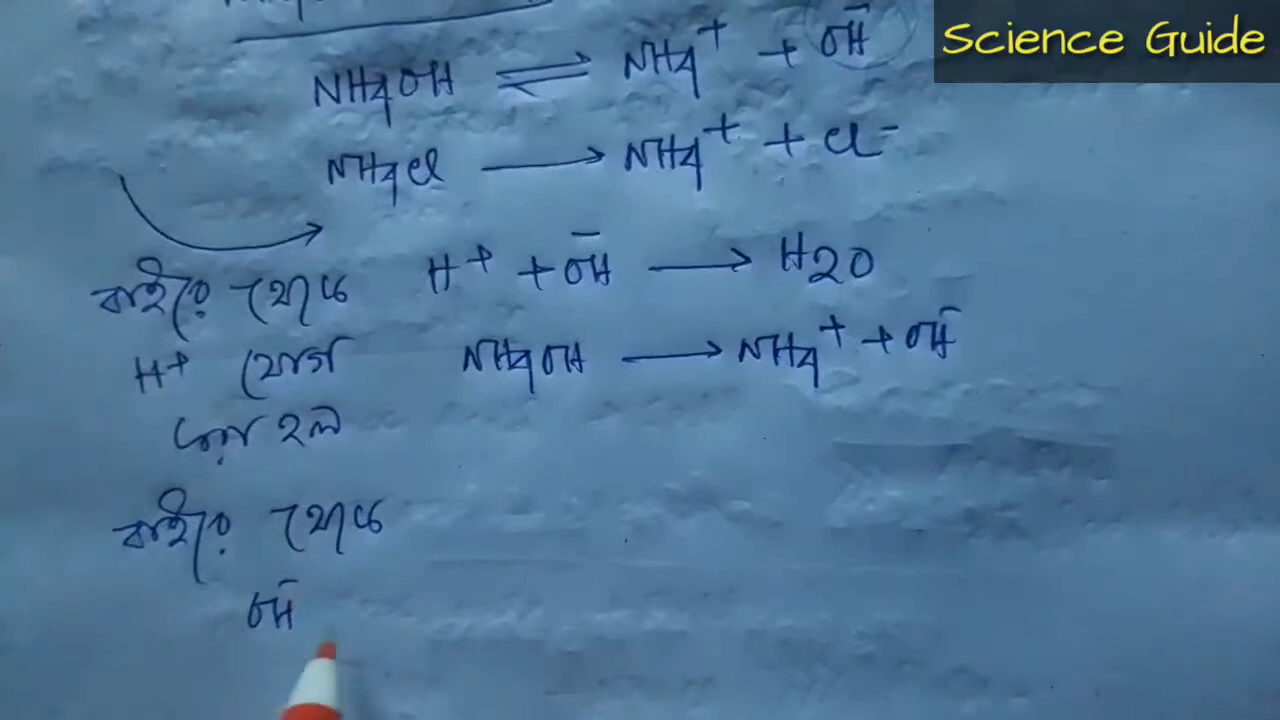 Science Guide
NH4OH ⇌ NH4+ + OH-
NH4Cl ⟶ NH4+ + Cl-
বাইরে থেকে H+ + OH- ⟶ H2O
H+ যোগ NH4OH ⟶ NH4+ + OH-
করা হল
বাইরে থেকে
OH-